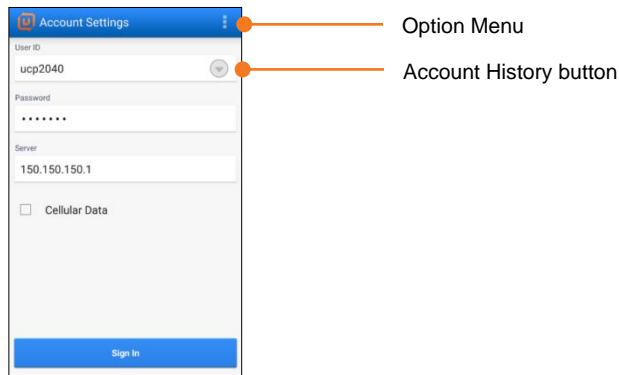 Account Settings
Option Menu
User ID
ucp2040
Account History button
Password
•••••••
Server
150.150.150.1
Cellular Data
Sign In